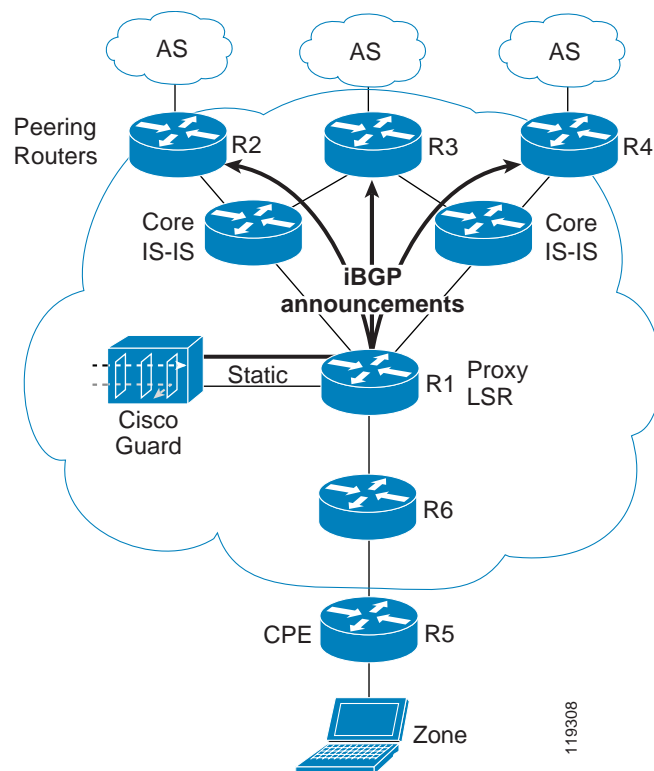 AS
AS
AS
Peering
Routers
R2
R3
R4
Core
IS-IS
Core
IS-IS
iBGP
announcements
Static
R1
Proxy
LSR
Cisco
Guard
R6
CPE
R5
Zone
119308